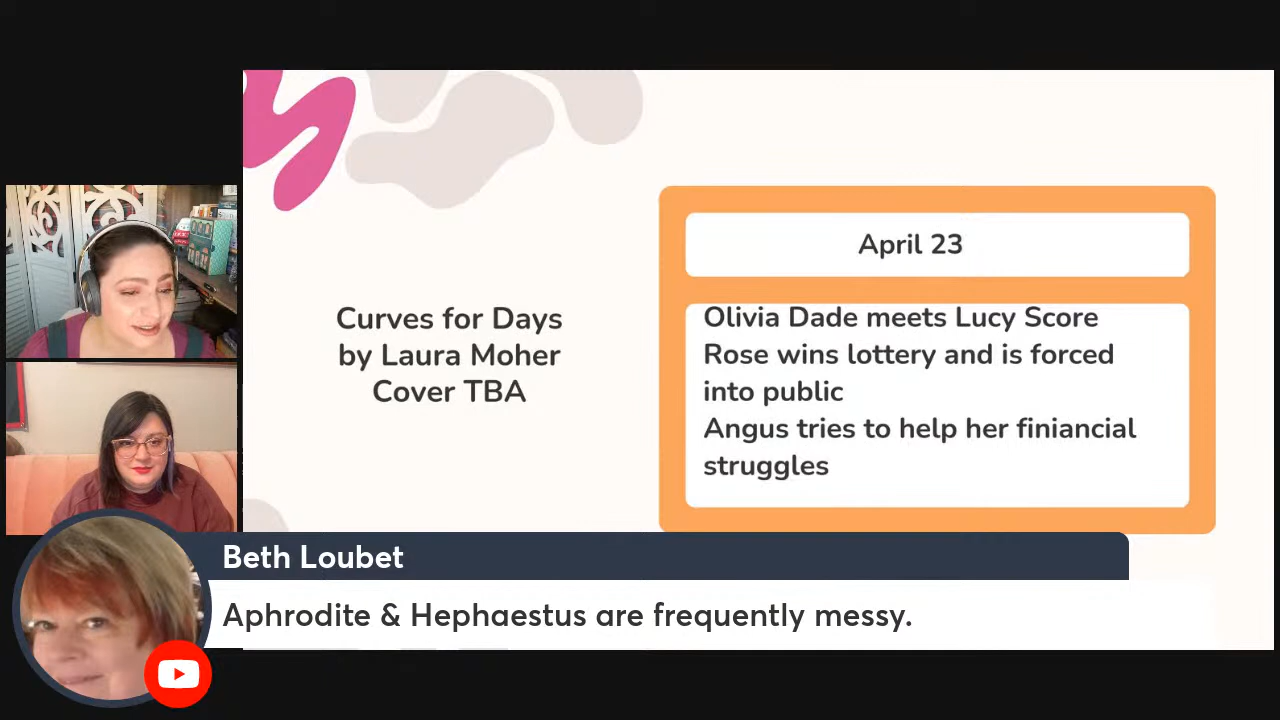 Curves for Days
by Laura Moher
Cover TBA
April 23
Olivia Dade meets Lucy Score
Rose wins lottery and is forced
into public
Angus tries to help her finiancial
struggles
Beth Loubet
Aphrodite & Hephaestus are frequently messy.